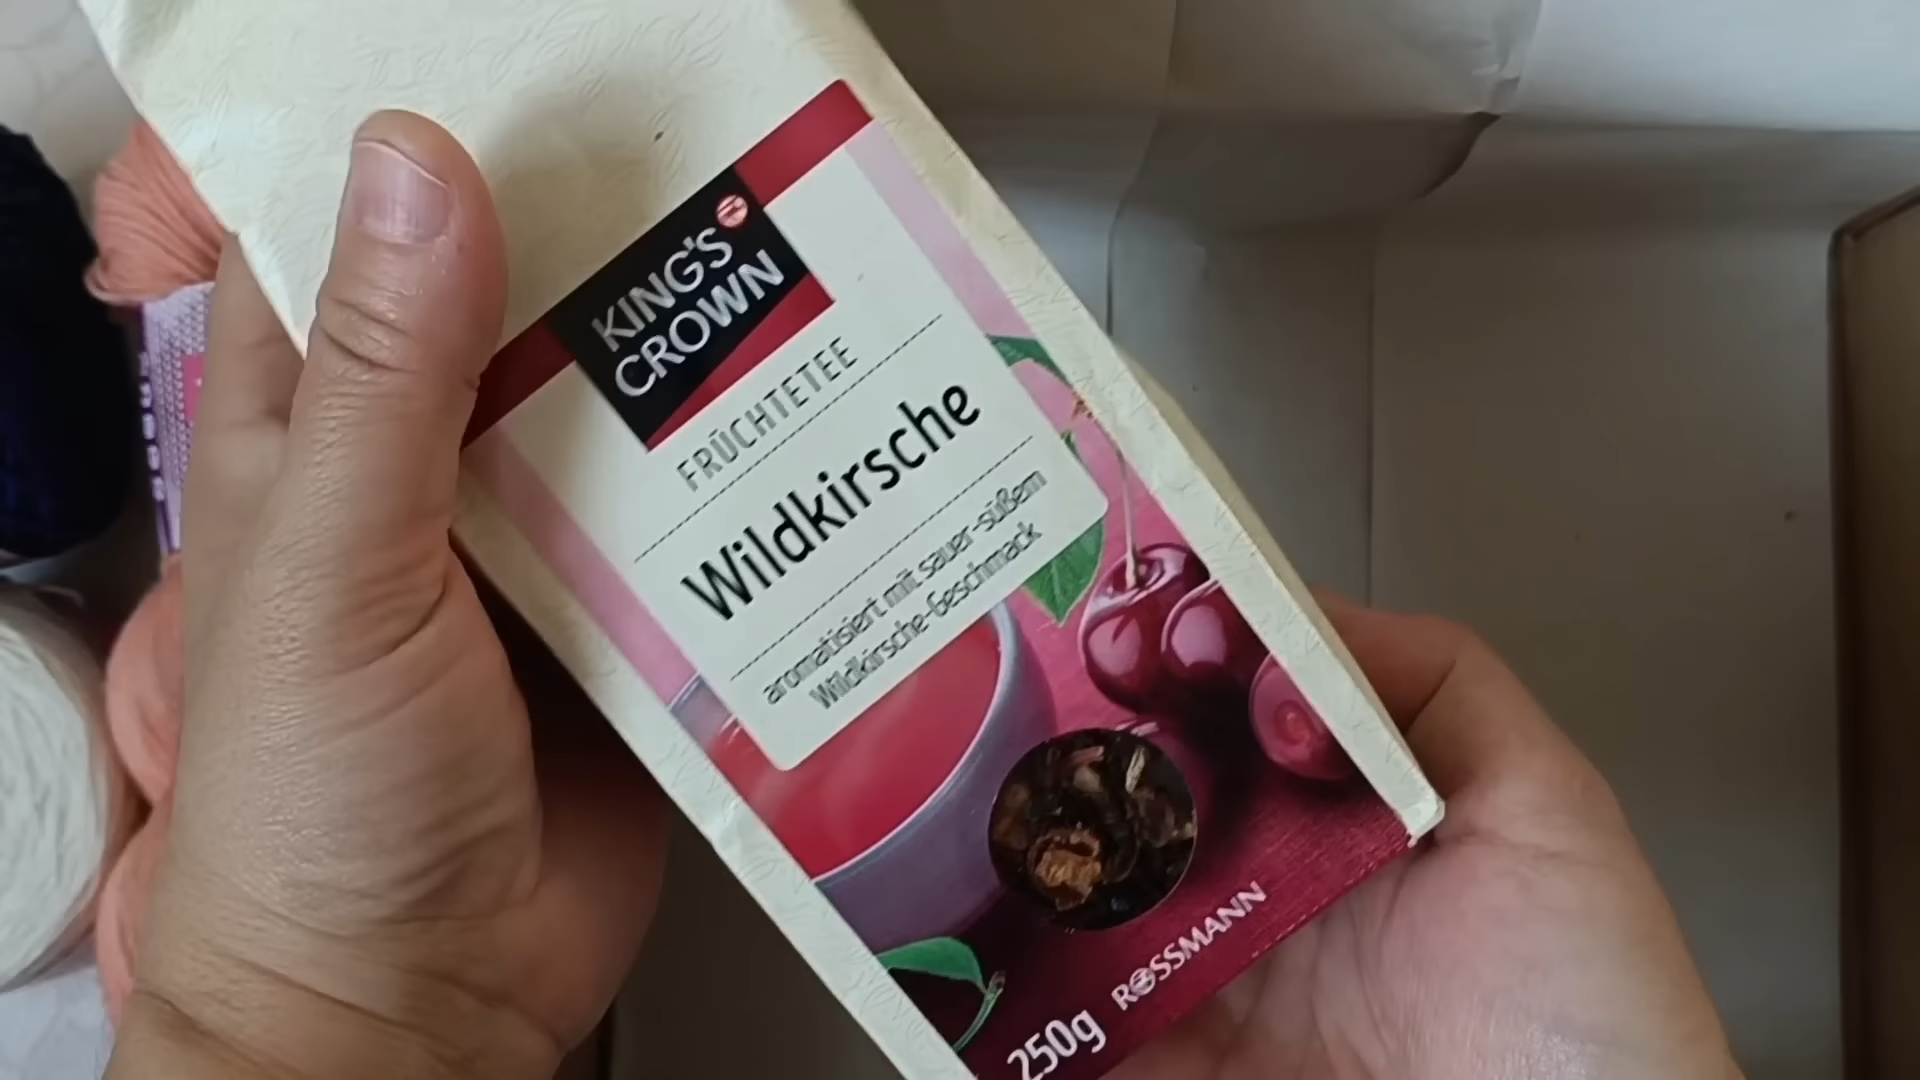 KING'S
CROWN
FRÜCHTETEE
Wildkirsche
aromatisiert mit sauer-süßem
Wildkirsche-Geschmack
250g
ROSSMANN